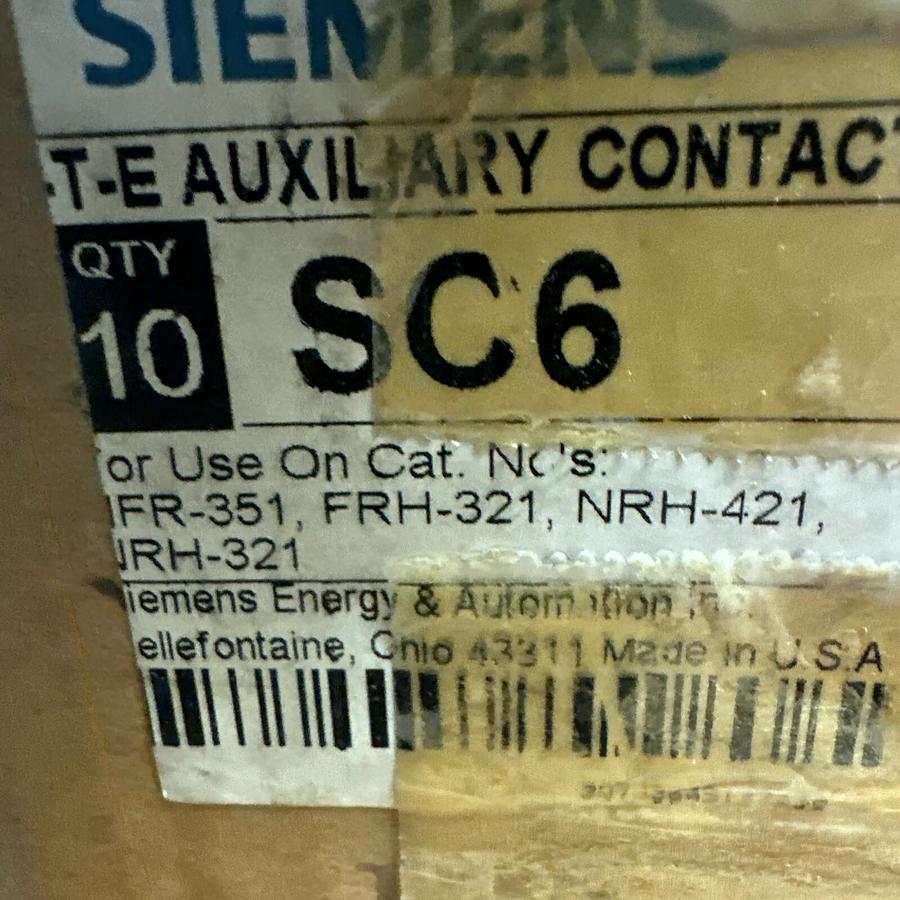 SIEMENS
-T-E AUXILIARY CONTACT
QTY
10
SC6
or Use On Cat. No's:
NFR-351, FRH-321, NRH-421,
NRH-321
iemens Energy & Automation Inc.
ellefontaine, Ohio 43311 Made in U.S.A